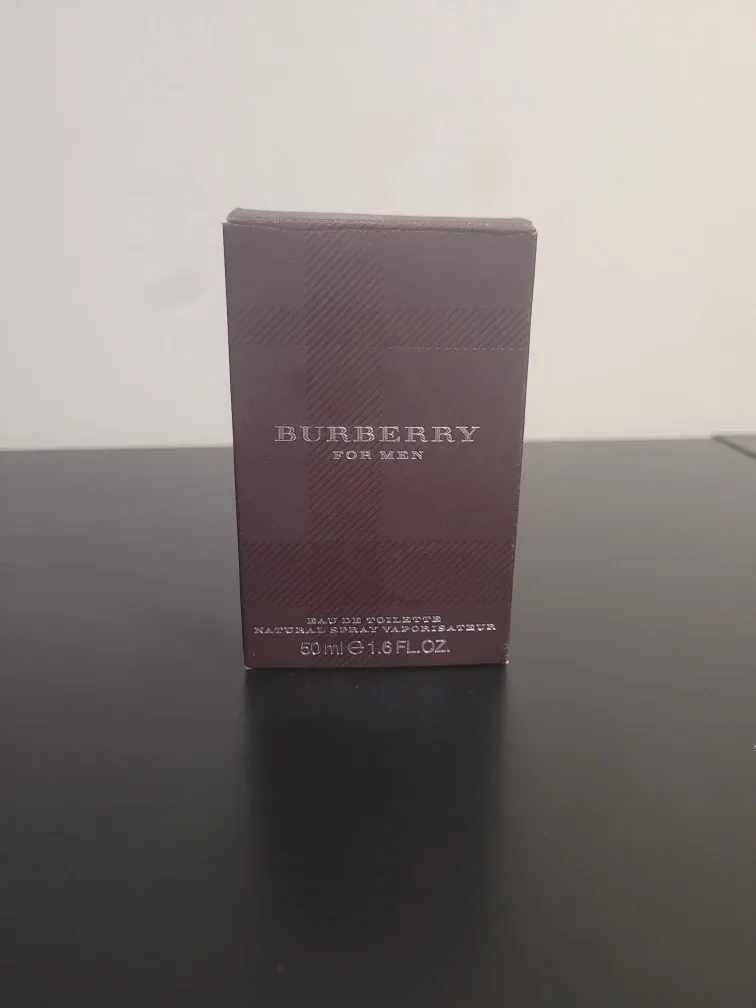 BURBERRY
FOR MEN
EAU DE TOILETTE
NATURAL SPRAY VAPORISATEUR
50 ml ℮ 1.6 FL.OZ.